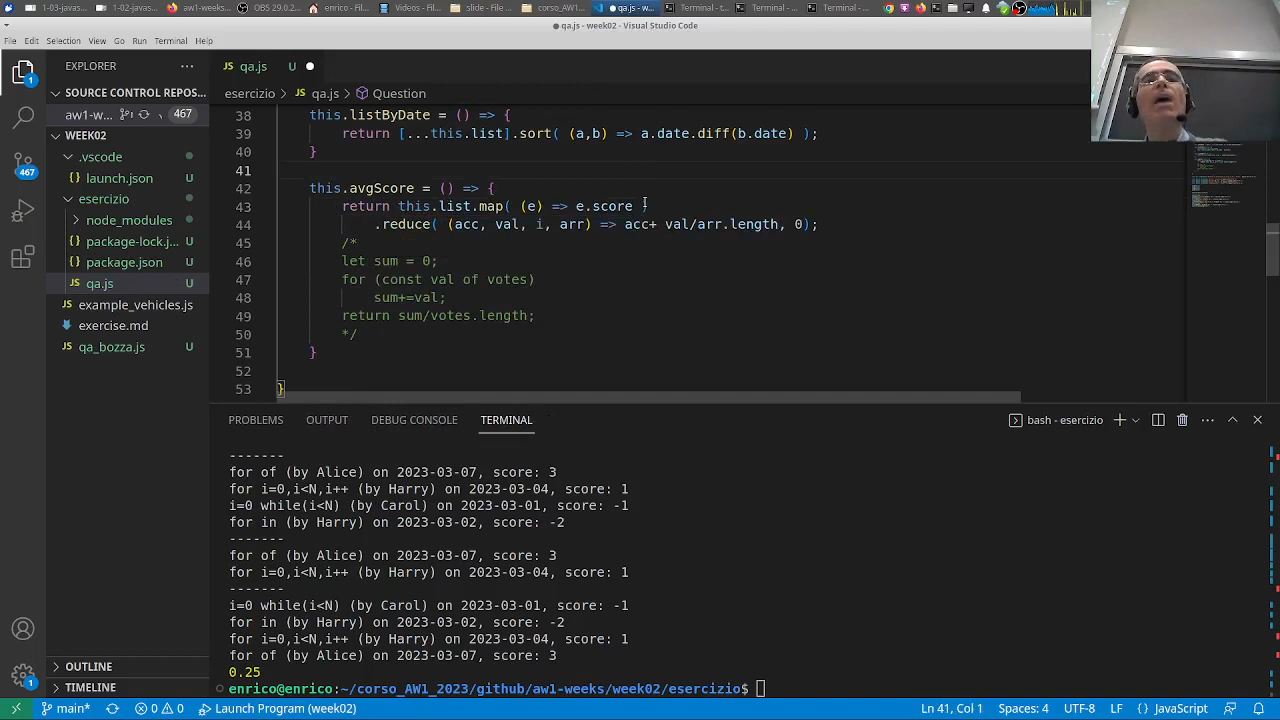 1-03-javas...
week02 - ...
1-02-javas...
aw1-week...
OBS 29.0.2...
enrico - Fil...
Videos - Fil...
slide - File ...
corso_AW1...
qa.js - wee...
Terminal -...
Terminal -...
Terminal -...
qa.js - week02 - Visual Studio Code
File Edit Selection View Go Run Terminal Help
EXPLORER
qa.js U
SOURCE CONTROL REPOS...
esercizio > qa.js > Question
aw1-w... 467
WEEK02
.vscode
launch.json U
esercizio
node_modules
package-lock.j... U
package.json U
qa.js U
example_vehicles.js
exercise.md
qa_bozza.js U
OUTLINE
TIMELINE
1
467
1
38 this.listByDate = () => {
39 return [...this.list].sort( (a,b) => a.date.diff(b.date) );
40 }
41
42 this.avgScore = () => {
43 return this.list.map( (e) => e.score )
44 .reduce( (acc, val, i, arr) => acc+ val/arr.length, 0);
45 /*
46 let sum = 0;
47 for (const val of votes)
48 sum+=val;
49 return sum/votes.length;
50 */
51 }
52
53 }
PROBLEMS OUTPUT DEBUG CONSOLE TERMINAL
bash - esercizio
-------
for of (by Alice) on 2023-03-07, score: 3
for i=0,i<N,i++ (by Harry) on 2023-03-04, score: 1
i=0 while(i<N) (by Carol) on 2023-03-01, score: -1
for in (by Harry) on 2023-03-02, score: -2
-------
for of (by Alice) on 2023-03-07, score: 3
for i=0,i<N,i++ (by Harry) on 2023-03-04, score: 1
-------
i=0 while(i<N) (by Carol) on 2023-03-01, score: -1
for in (by Harry) on 2023-03-02, score: -2
for i=0,i<N,i++ (by Harry) on 2023-03-04, score: 1
for of (by Alice) on 2023-03-07, score: 3
0.25
enrico@enrico:~/corso_AW1_2023/github/aw1-weeks/week02/esercizio$
main* 0 0 Launch Program (week02)
Ln 41, Col 1 Spaces: 4 UTF-8 LF JavaScript